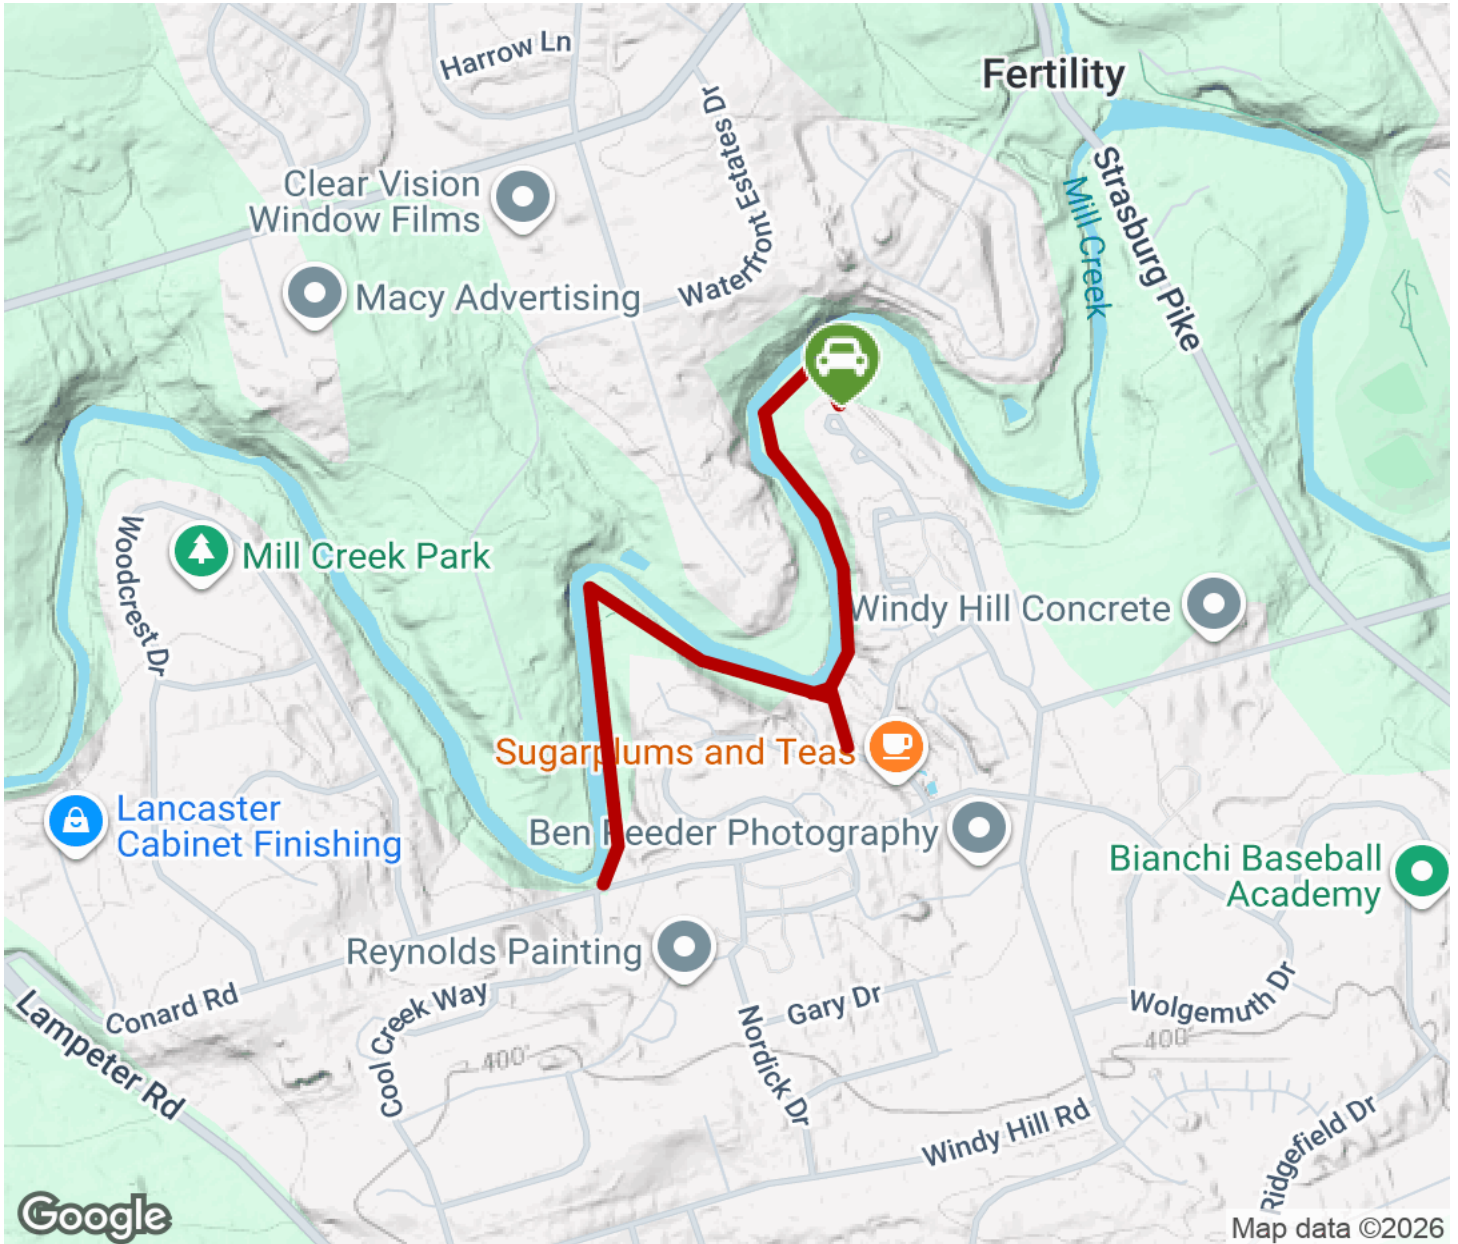 Harrow Ln
Fertility
Waterfront Estates Dr
Clear Vision
Window Films
Strasburg Pike
Mill Creek
Macy Advertising
Woodcrest Dr
Mill Creek Park
Windy Hill Concrete
Sugarplums and Teas
Lancaster
Cabinet Finishing
Ben Reeder Photography
Bianchi Baseball
Academy
Reynolds Painting
Conard Rd
Cool Creek Way
Gary Dr
Wolgemuth Dr
Lampeter Rd
400'
Nordick Dr
400'
Windy Hill Rd
Ridgefield Dr
Google
Map data ©2026